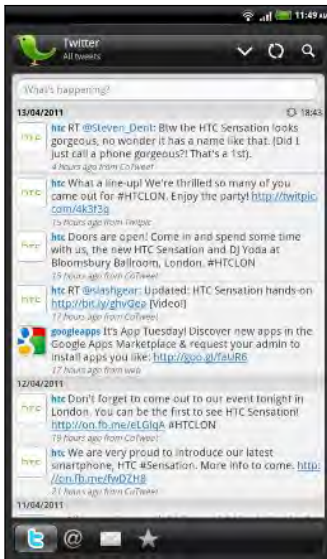 11:49 AM
Twitter
All tweets
What's happening?
13/04/2011 18:43
htc RT @Steven_Dent: Btw the HTC Sensation looks
gorgeous, no wonder it has a name like that. (Did I
just call a phone gorgeous?! That's a 1st).
4 hours ago from CoTweet
htc What a line-up! We're thrilled so many of you
came out for #HTCLON. Enjoy the party! http://twitpic.
com/4k3f3q
15 hours ago from Twitpic
htc Doors are open! Come in and spend some time
with us, the new HTC Sensation and DJ Yoda at
Bloomsbury Ballroom, London. #HTCLON
15 hours ago from CoTweet
htc RT @slashgear: Updated: HTC Sensation hands-on
http://bit.ly/ghvGea [Video!]
17 hours ago from CoTweet
googleapps It's App Tuesday! Discover new apps in the
Google Apps Marketplace & request your admin to
install apps you like: http://goo.gl/faUR6
17 hours ago from web
12/04/2011
htc Don't forget to come out to our event tonight in
London. You can be the first to see HTC Sensation!
http://on.fb.me/eLGlqA #HTCLON
19 hours ago from CoTweet
htc We are very proud to introduce our latest
smartphone, HTC #Sensation. More info to come. http:
//on.fb.me/fwDZH8
21 hours ago from CoTweet
11/04/2011